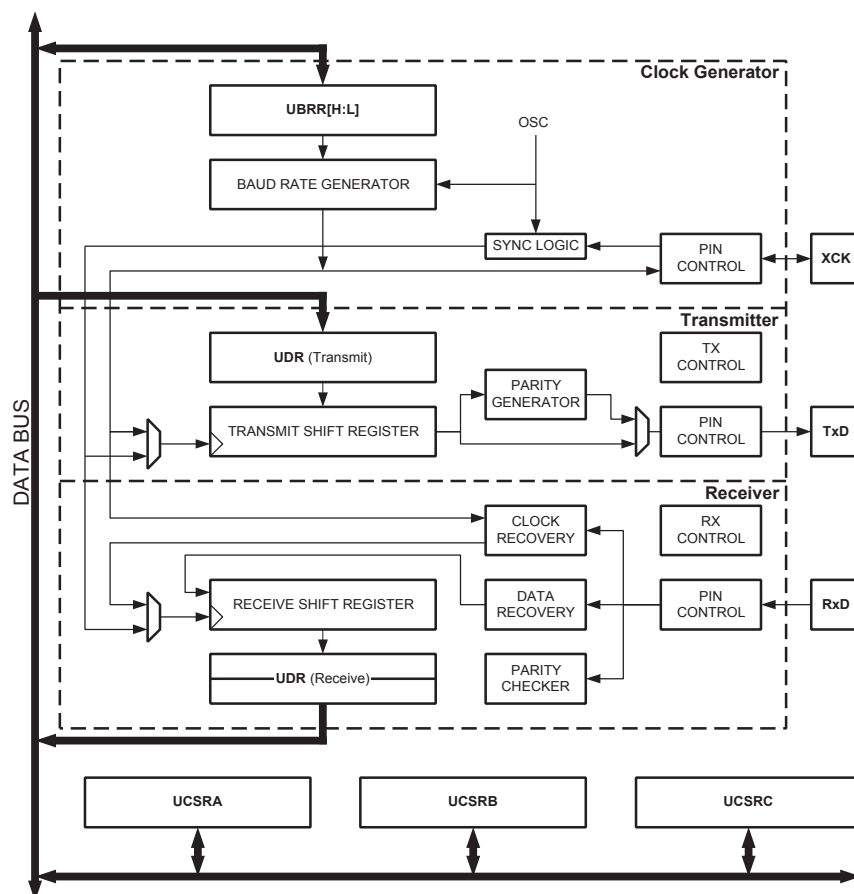 Clock Generator
UBRR[H:L]
OSC
BAUD RATE GENERATOR
SYNC LOGIC
PIN
CONTROL
XCK
Transmitter
UDR (Transmit)
TX
CONTROL
PARITY
GENERATOR
TRANSMIT SHIFT REGISTER
PIN
CONTROL
TxD
DATA BUS
Receiver
CLOCK
RECOVERY
RX
CONTROL
RECEIVE SHIFT REGISTER
DATA
RECOVERY
PIN
CONTROL
RxD
UDR (Receive)
PARITY
CHECKER
UCSRA
UCSRB
UCSRC